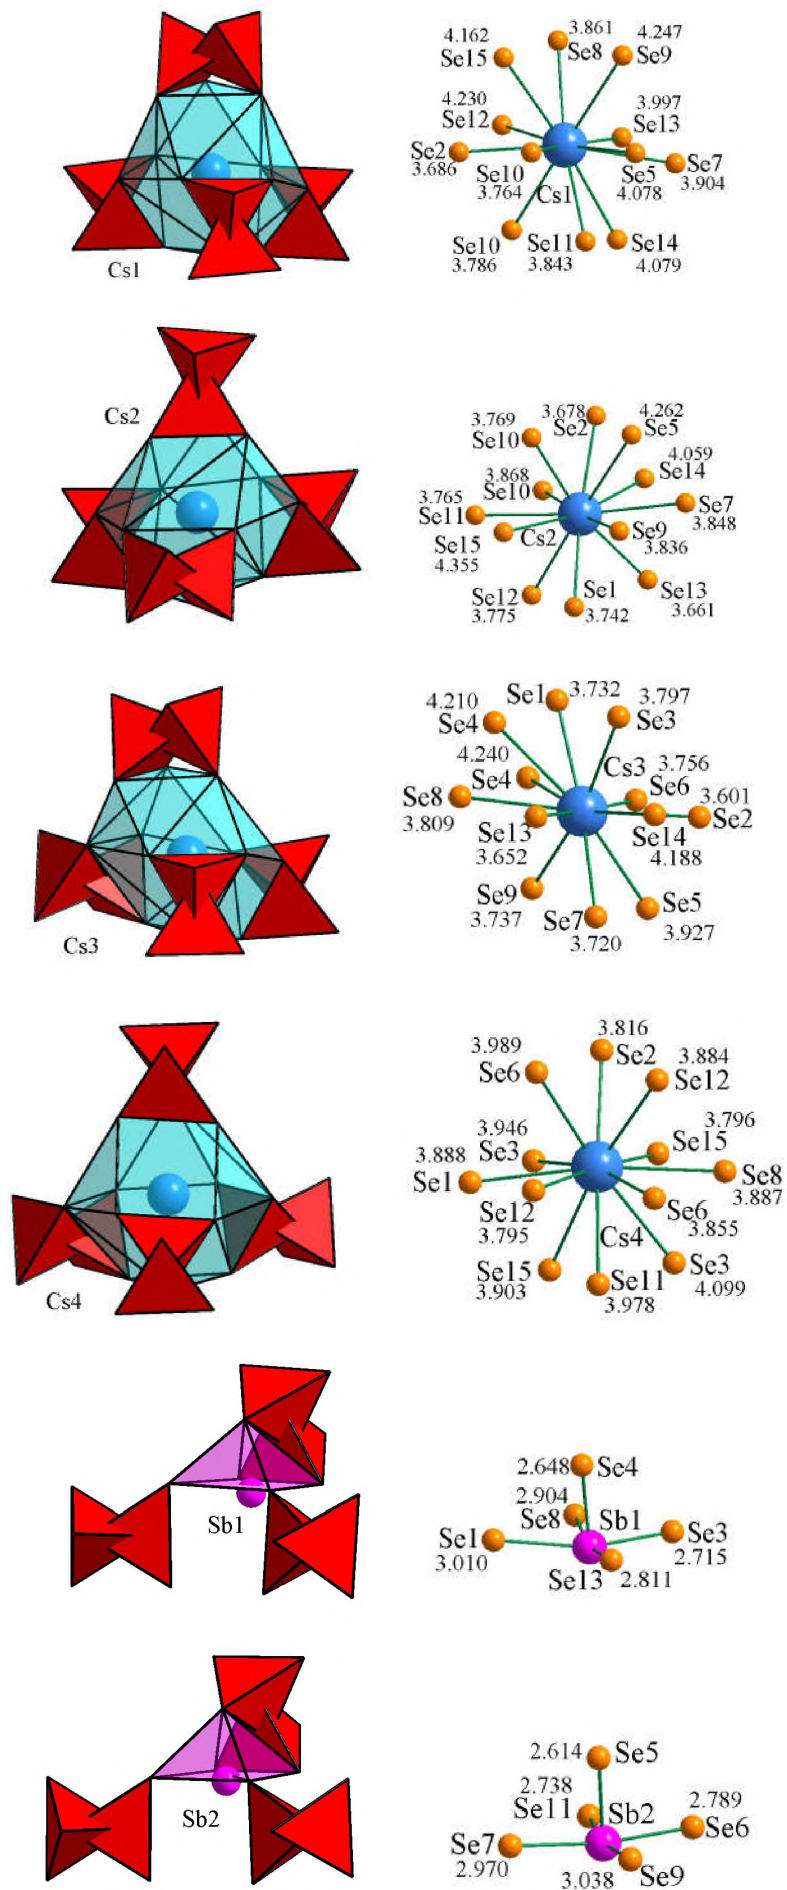 4.162 3.861 4.247
Se15 Se8 Se9
4.230 3.997
Se12 Se13
Se2 Se10 Se5 Se7
3.686 3.764 Cs1 4.078 3.904
Se10 Se11 Se14
3.786 3.843 4.079
Cs1
Cs2
3.769 3.678 4.262
Se10 Se2 Se5
4.059
3.868 Se14
3.765 Se10 Se7
Se11 3.848
Se15 Cs2 Se9
4.355 3.836
Se12 Se1 Se13
3.775 3.742 3.661
4.210 Se1 3.732 3.797
Se4 Se3
4.240 Cs3 3.756
Se4 Se6
Se8 3.601
3.809 Se13 Se14 Se2
3.652 4.188
Se9 Se5
3.737 Se7 3.927
3.720
Cs3
3.816
3.989 Se2 3.884
Se6 Se12
3.946 3.796
3.888 Se3 Se15
Se1 Se8
Se12 Se6 3.887
3.795 3.855
Cs4
Se15 Se11 Se3
3.903 3.978 4.099
Cs4
2.648 Se4
2.904
Se8 Sb1
Se1 Se3
3.010 2.715
Se13 2.811
Sb1
2.614 Se5
2.738 2.789
Se11 Sb2
Se6
Se7
2.970 Se9
3.038
Sb2